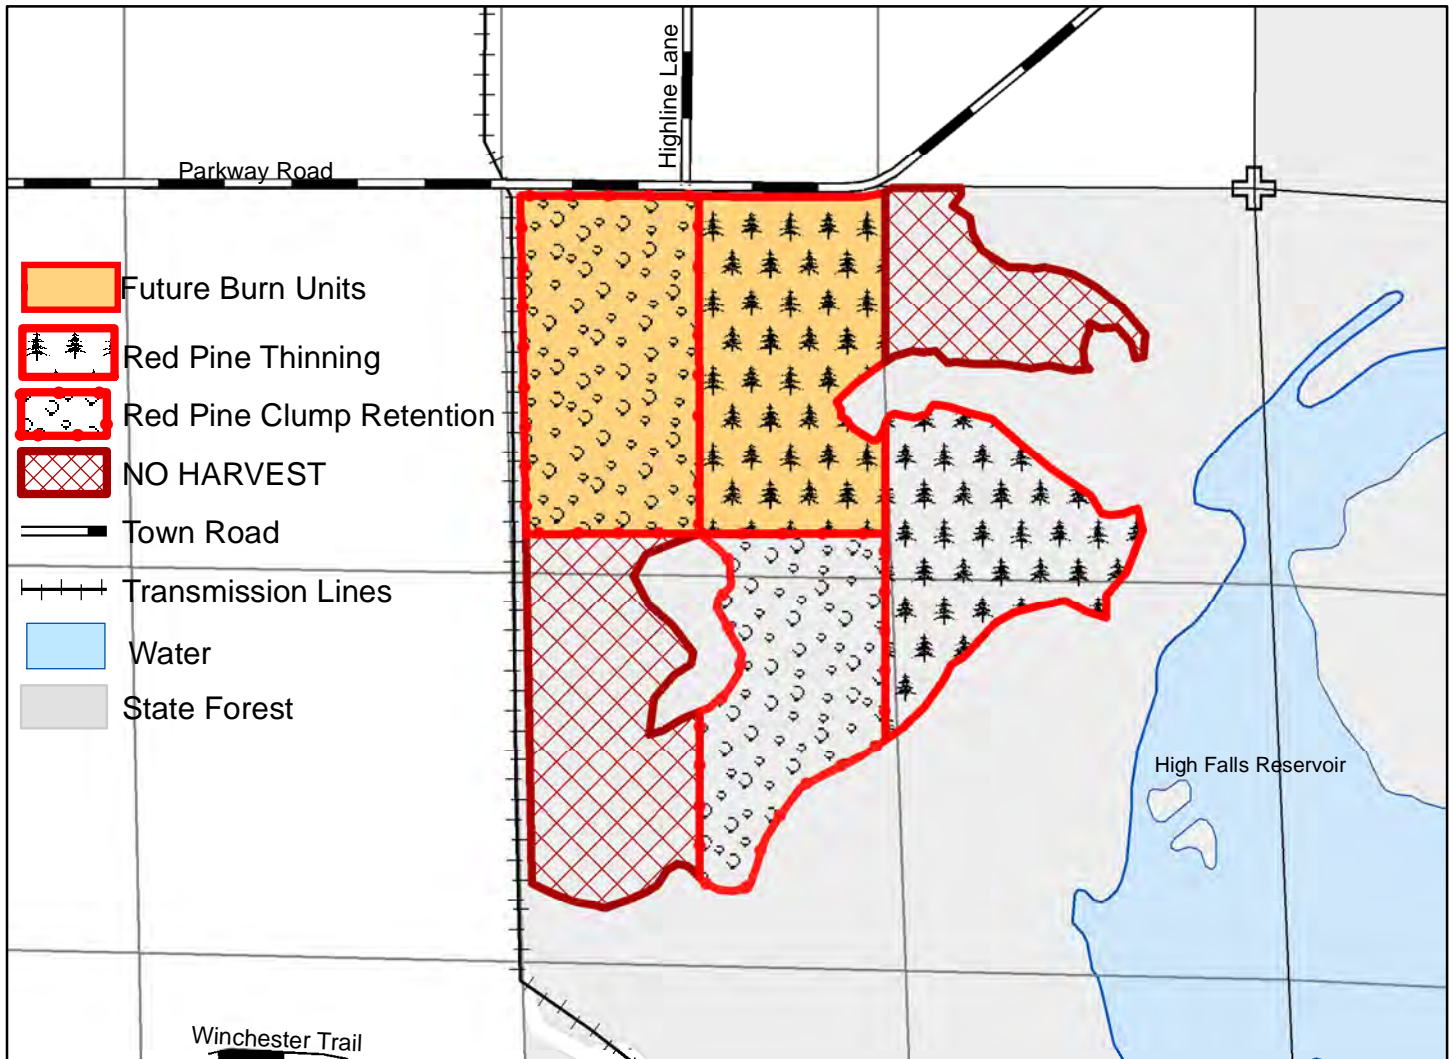 Highline Lane
Parkway Road
Future Burn Units
Red Pine Thinning
Red Pine Clump Retention
NO HARVEST
Town Road
Transmission Lines
Water
State Forest
High Falls Reservoir
Winchester Trail